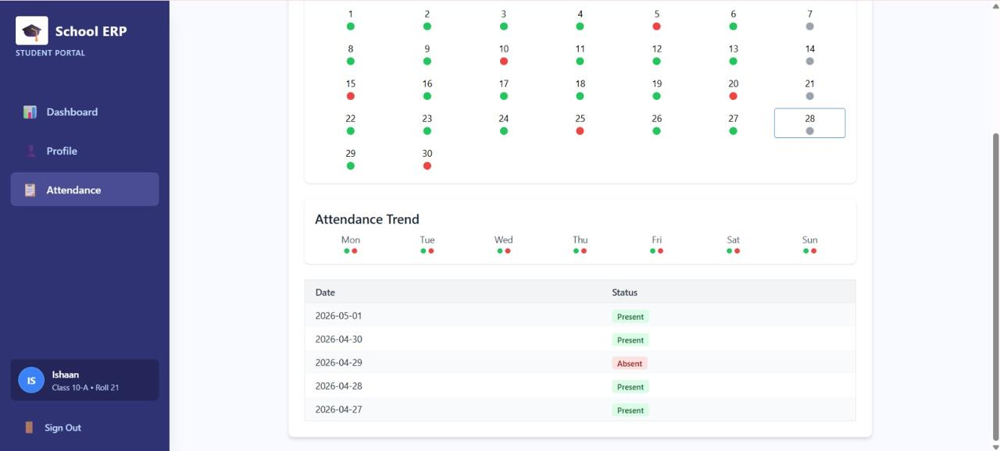 School ERP
STUDENT PORTAL
Dashboard
Profile
Attendance
Ishaan
IS
Class 10-A • Roll 21
Sign Out
1 2 3 4 5 6 7
8 9 10 11 12 13 14
15 16 17 18 19 20 21
22 23 24 25 26 27 28
29 30
Attendance Trend
Mon Tue Wed Thu Fri Sat Sun
Date Status
2026-05-01 Present
2026-04-30 Present
2026-04-29 Absent
2026-04-28 Present
2026-04-27 Present